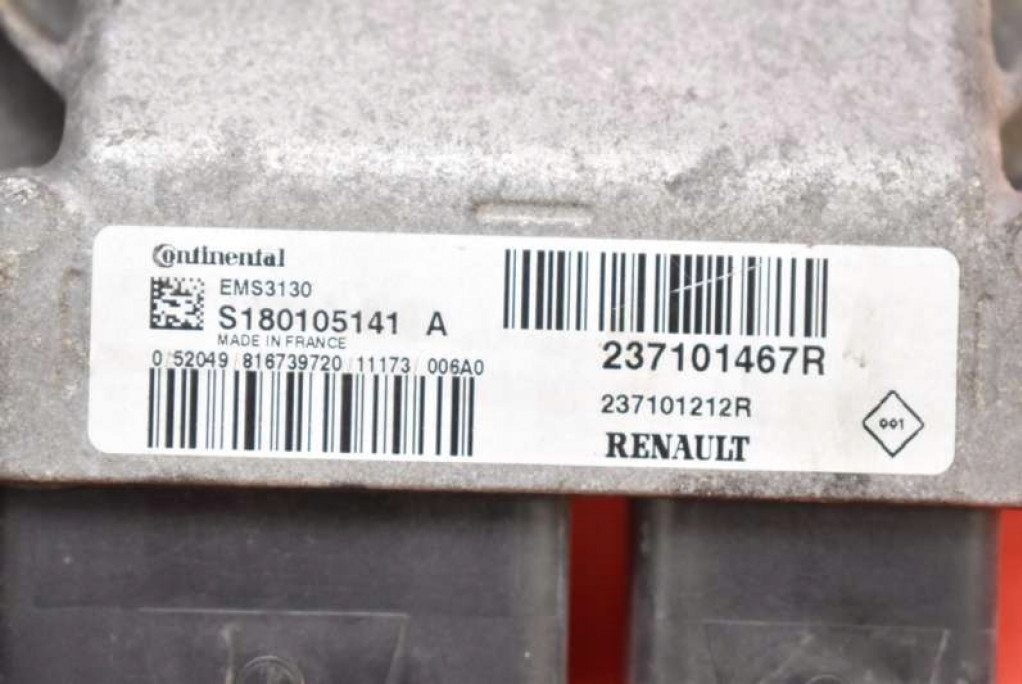 Continental
EMS3130
S180105141 A
MADE IN FRANCE
0 52049 816739720 11173 006A0
237101467R
237101212R
RENAULT
001